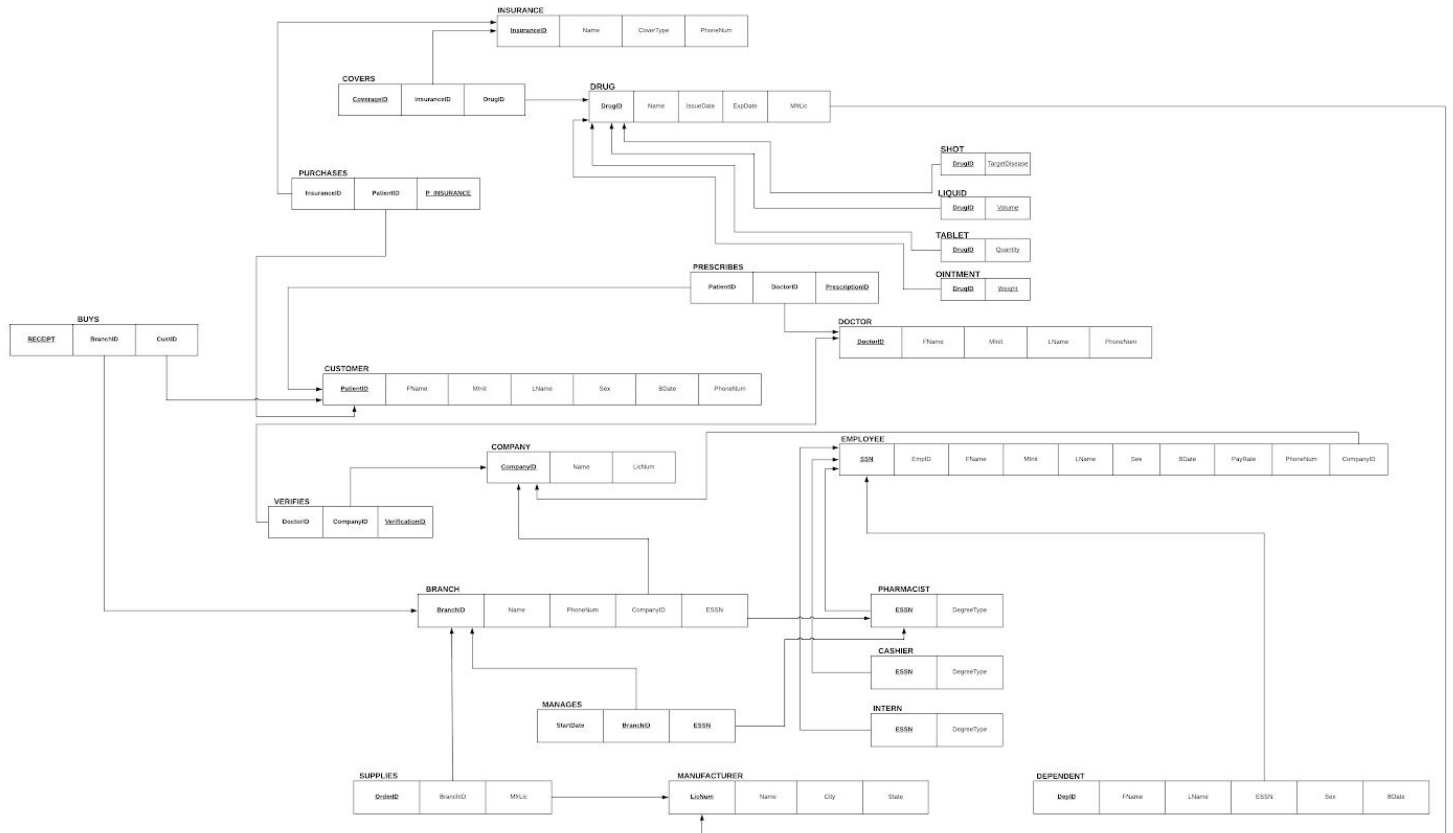 INSURANCE
InsuranceID Name CoverType PhoneNum
COVERS
CoverageID InsuranceID DrugID
DRUG
DrugID Name IssueDate ExpDate MfrLic
SHOT
DrugID TargetDisease
PURCHASES
InsuranceID PatientID P_INSURANCE
LIQUID
DrugID Volume
TABLET
DrugID Quantity
PRESCRIBES
PatientID DoctorID PrescriptionID
OINTMENT
DrugID Weight
BUYS
RECEIPT BranchID CustID
DOCTOR
DoctorID FName MInit LName PhoneNum
CUSTOMER
PatientID FName MInit LName Sex BDate PhoneNum
COMPANY
CompanyID Name LicNum
EMPLOYEE
SSN EmpID FName MInit LName Sex BDate PayRate PhoneNum CompanyID
VERIFIES
DoctorID CompanyID VerificationID
BRANCH
BranchID Name PhoneNum CompanyID ESSN
PHARMACIST
ESSN DegreeType
CASHIER
ESSN DegreeType
MANAGES
StartDate BranchID ESSN
INTERN
ESSN DegreeType
SUPPLIES
OrderID BranchID MfrLic
MANUFACTURER
LicNum Name City State
DEPENDENT
DepID FName LName ESSN Sex BDate